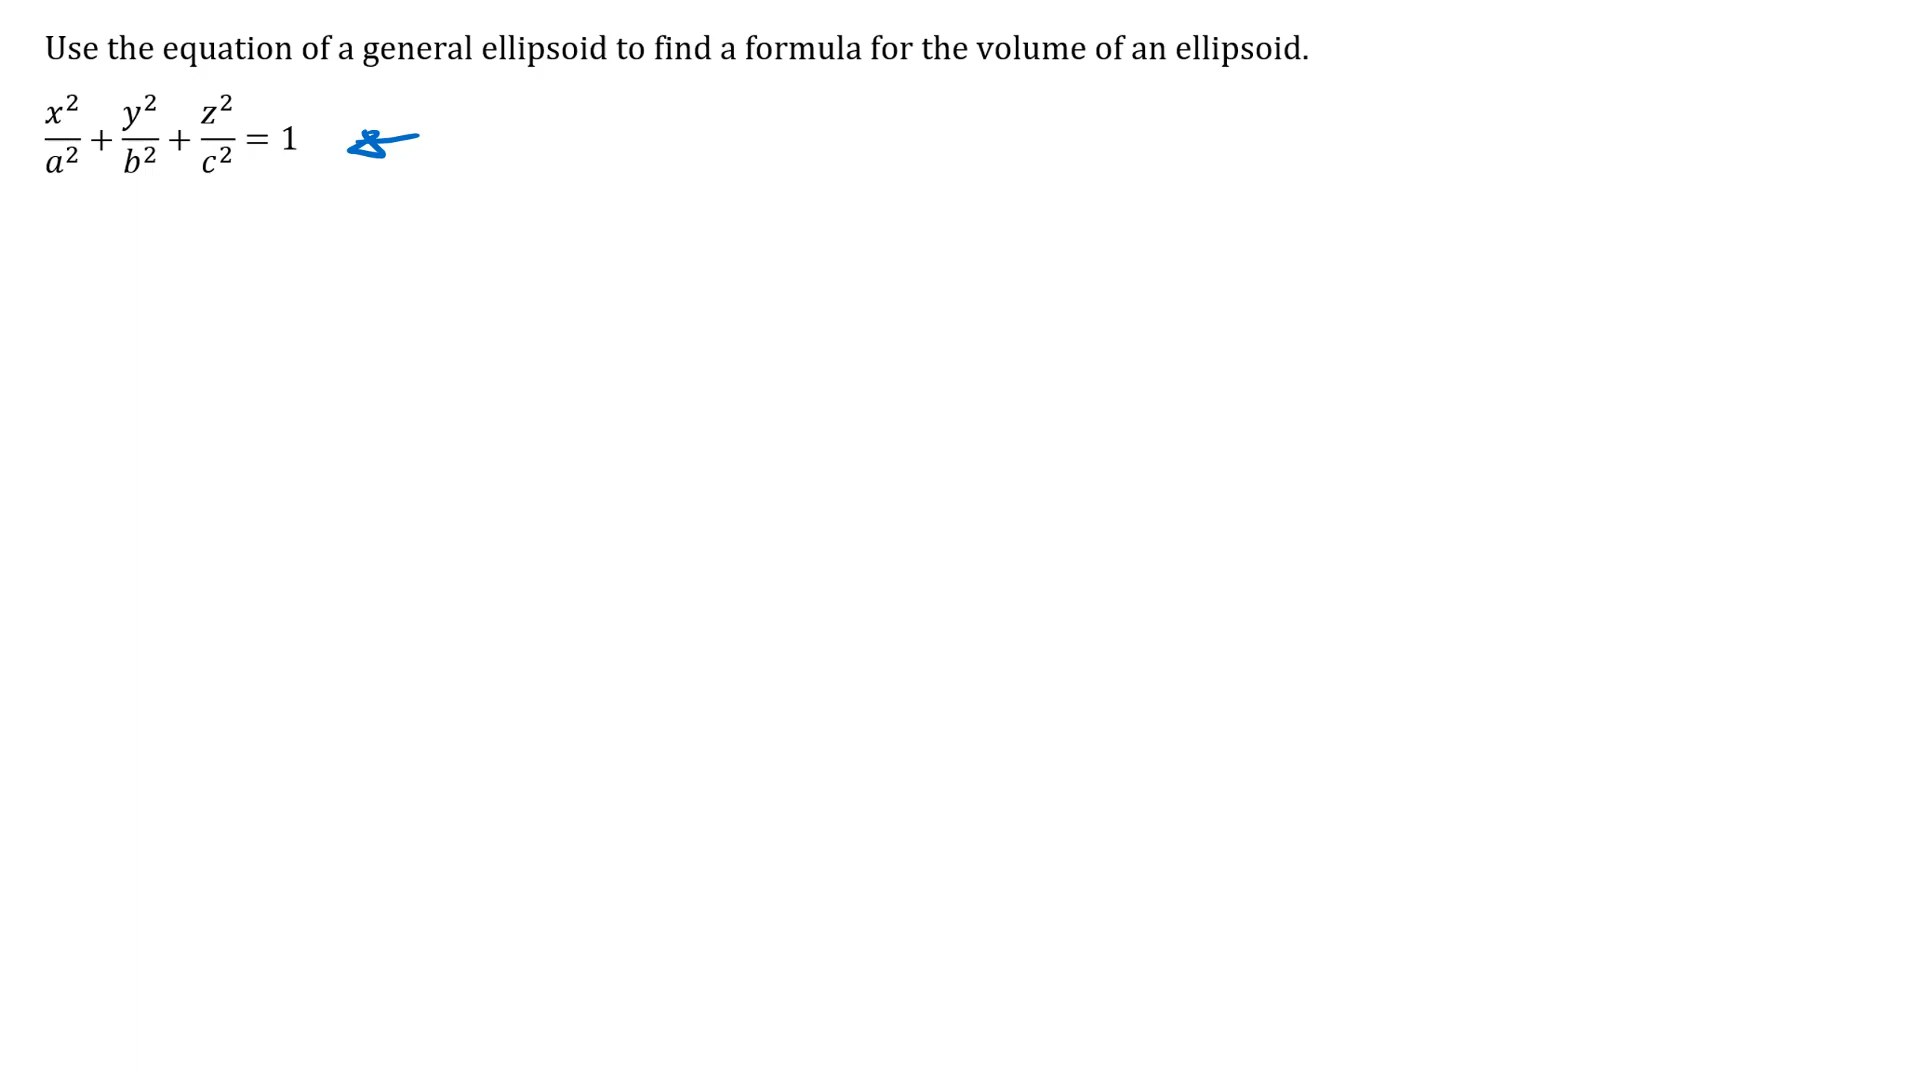 Use the equation of a general ellipsoid to find a formula for the volume of an ellipsoid.
x²/a² + y²/b² + z²/c² = 1